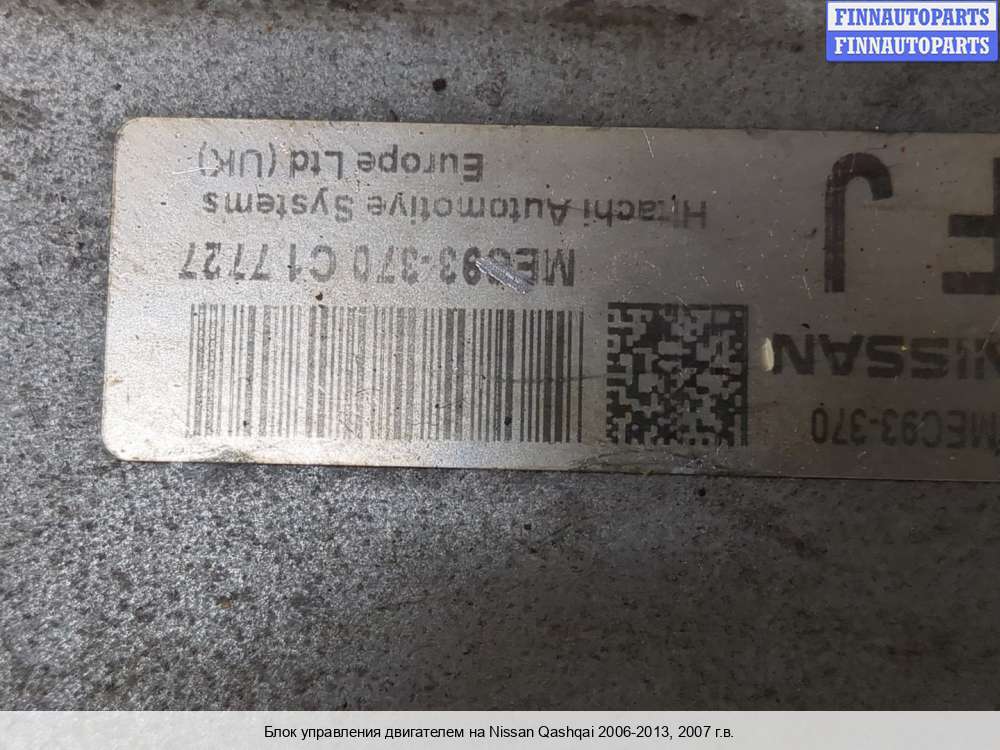 FINNAUTOPARTS
FINNAUTOPARTS
MEC93-370
NISSAN
J
MEC93-370 C1 7727
Hitachi Automotive Systems
Europe Ltd (UK)
Блок управления двигателем на Nissan Qashqai 2006-2013, 2007 г.в.